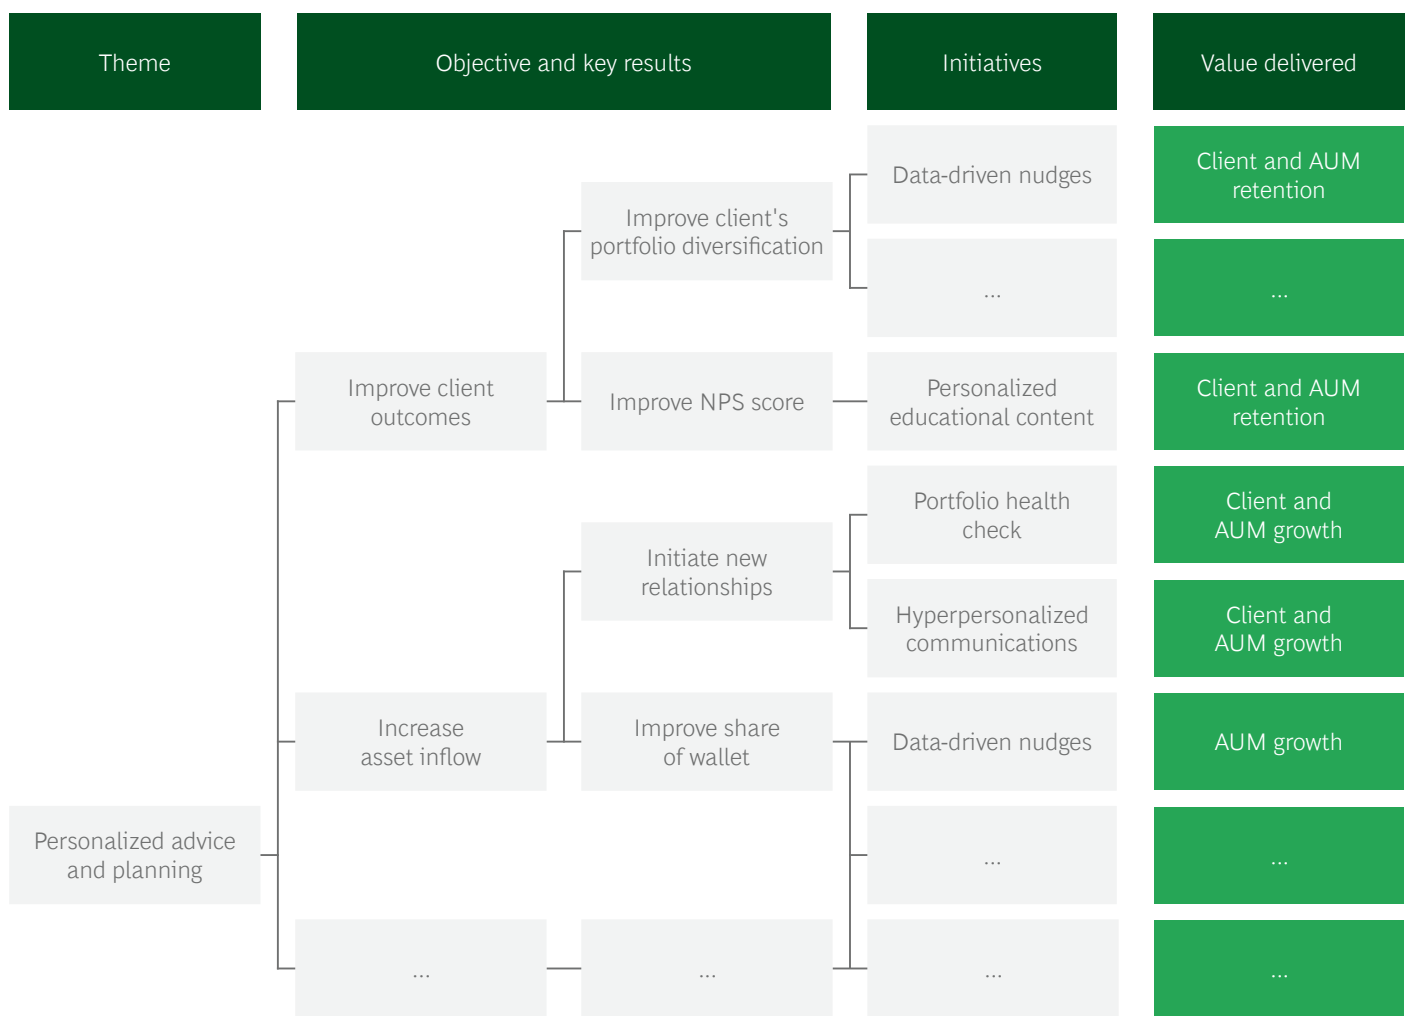 Theme
Objective and key results
Initiatives
Value delivered
Data-driven nudges
Client and AUM
retention
Improve client's
portfolio diversification
...
...
Improve client
outcomes
Improve NPS score
Personalized
educational content
Client and AUM
retention
Portfolio health
check
Client and
AUM growth
Initiate new
relationships
Hyperpersonalized
communications
Client and
AUM growth
Increase
asset inflow
Improve share
of wallet
Data-driven nudges
AUM growth
Personalized advice
and planning
...
...
...
...
...
...